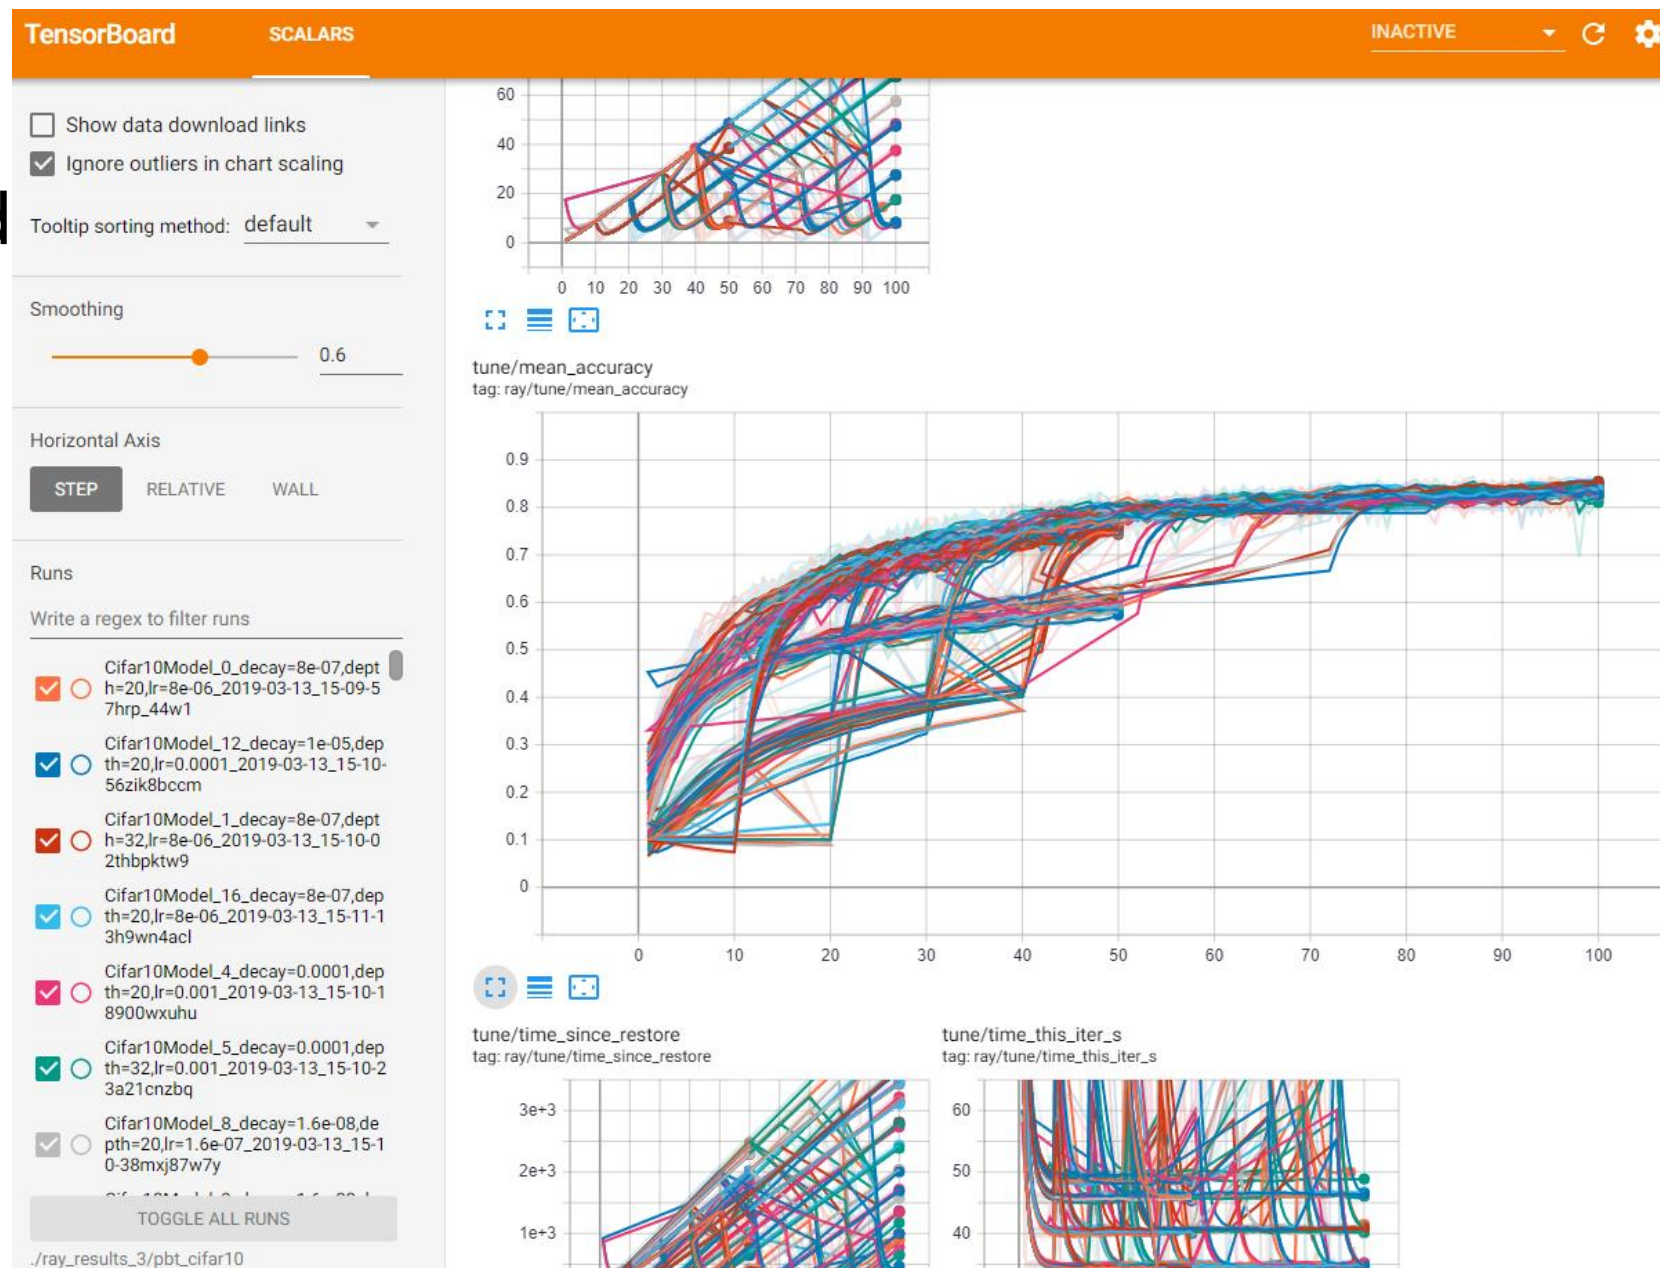 TensorBoard
SCALARS
INACTIVE
Show data download links
Ignore outliers in chart scaling
Tooltip sorting method: default
Smoothing
0.6
Horizontal Axis
STEP RELATIVE WALL
Runs
Write a regex to filter runs
Cifar10Model_0_decay=8e-07,dept
h=20,lr=8e-06_2019-03-13_15-09-5
7hrp_44w1
Cifar10Model_12_decay=1e-05,dep
th=20,lr=0.0001_2019-03-13_15-10-
56zik8bccm
Cifar10Model_1_decay=8e-07,dept
h=32,lr=8e-06_2019-03-13_15-10-0
2thbpktw9
Cifar10Model_16_decay=8e-07,dep
th=20,lr=8e-06_2019-03-13_15-11-1
3h9wn4acl
Cifar10Model_4_decay=0.0001,dep
th=20,lr=0.001_2019-03-13_15-10-1
8900wxuhu
Cifar10Model_5_decay=0.0001,dep
th=32,lr=0.001_2019-03-13_15-10-2
3a21cnzbq
Cifar10Model_8_decay=1.6e-08,de
pth=20,lr=1.6e-07_2019-03-13_15-1
0-38mxj87w7y
TOGGLE ALL RUNS
./ray_results_3/pbt_cifar10
60
40
20
0
0 10 20 30 40 50 60 70 80 90 100
tune/mean_accuracy
tag: ray/tune/mean_accuracy
0.9
0.8
0.7
0.6
0.5
0.4
0.3
0.2
0.1
0
0 10 20 30 40 50 60 70 80 90 100
tune/time_since_restore
tag: ray/tune/time_since_restore
3e+3
2e+3
1e+3
tune/time_this_iter_s
tag: ray/tune/time_this_iter_s
60
50
40